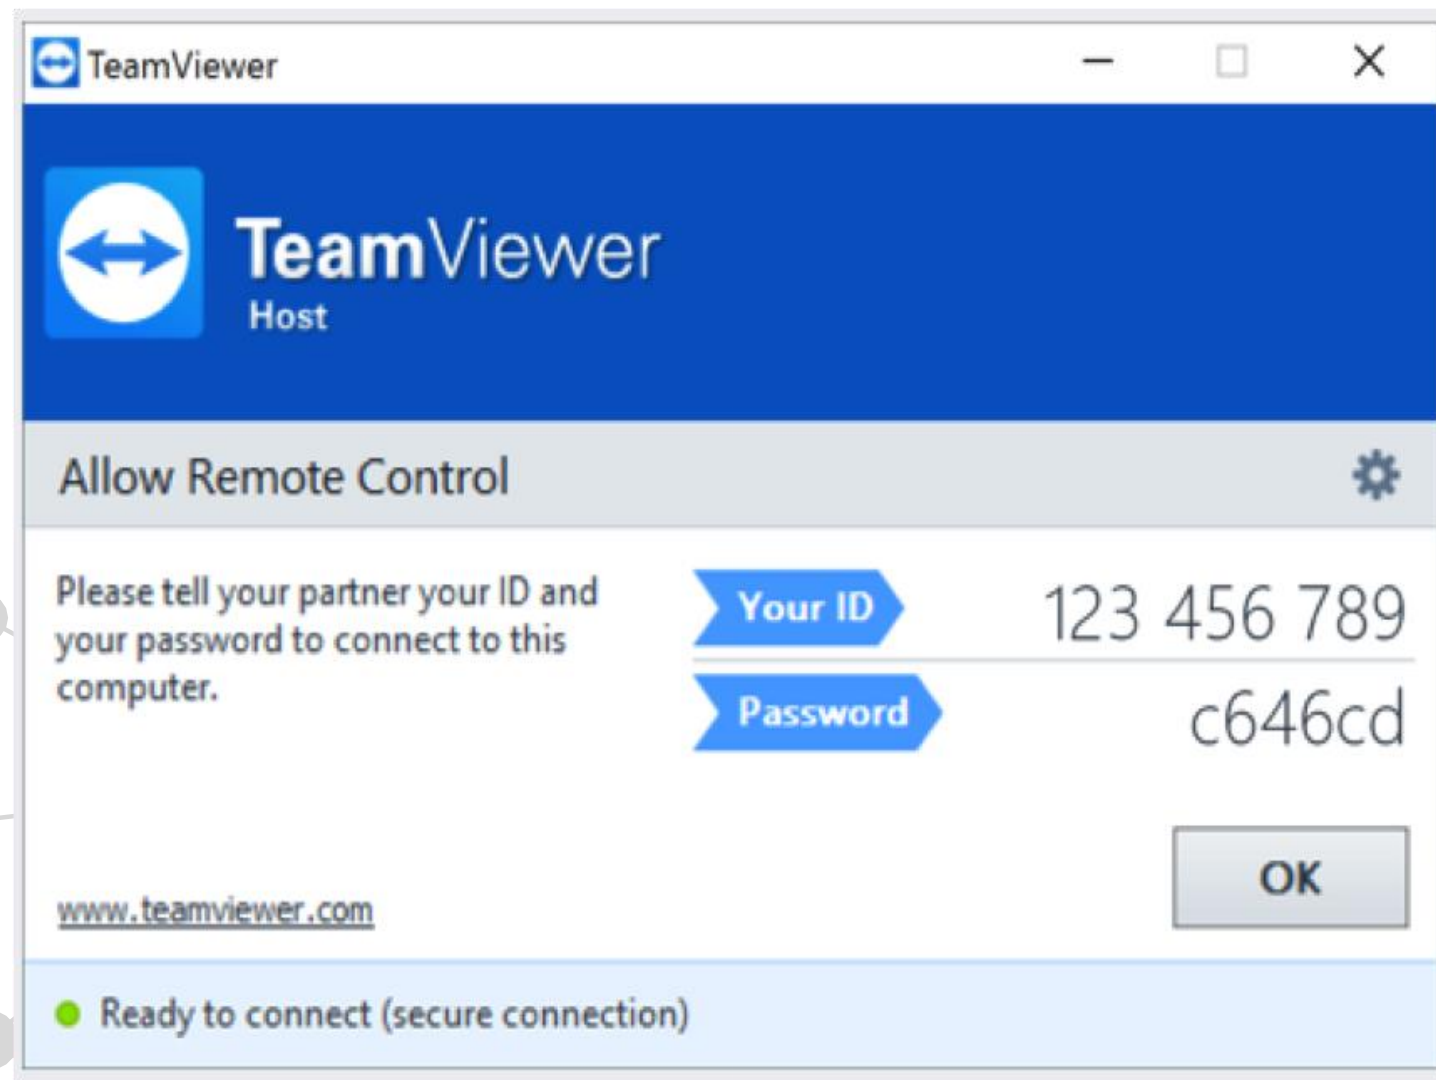 TeamViewer
TeamViewer
Host
Allow Remote Control
Please tell your partner your ID and
your password to connect to this
computer.
Your ID 123 456 789
Password c646cd
OK
www.teamviewer.com
Ready to connect (secure connection)